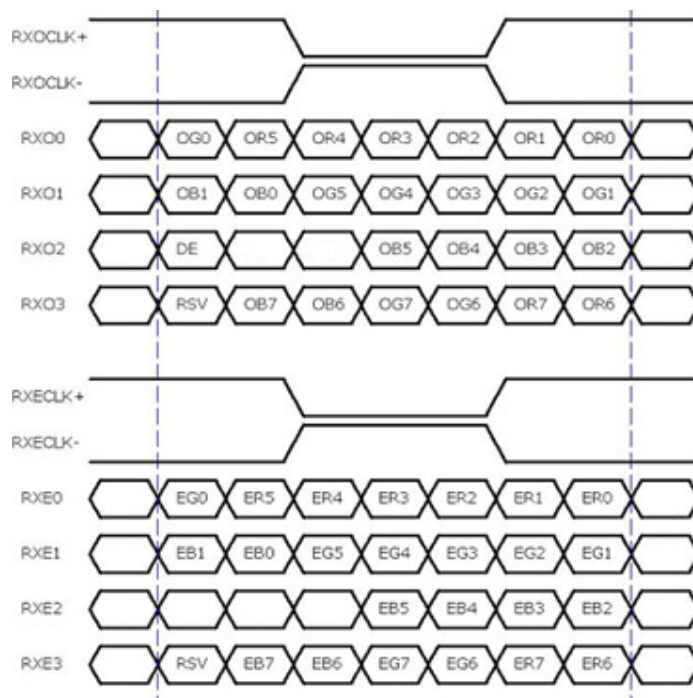 RXOCLK+
RXOCLK-
RXO0 OG0 OR5 OR4 OR3 OR2 OR1 OR0
RXO1 OB1 OB0 OG5 OG4 OG3 OG2 OG1
RXO2 DE OB5 OB4 OB3 OB2
RXO3 RSV OB7 OB6 OG7 OG6 OR7 OR6
RXECLK+
RXECLK-
RXE0 EG0 ER5 ER4 ER3 ER2 ER1 ER0
RXE1 EB1 EB0 EG5 EG4 EG3 EG2 EG1
RXE2 EB5 EB4 EB3 EB2
RXE3 RSV EB7 EB6 EG7 EG6 ER7 ER6